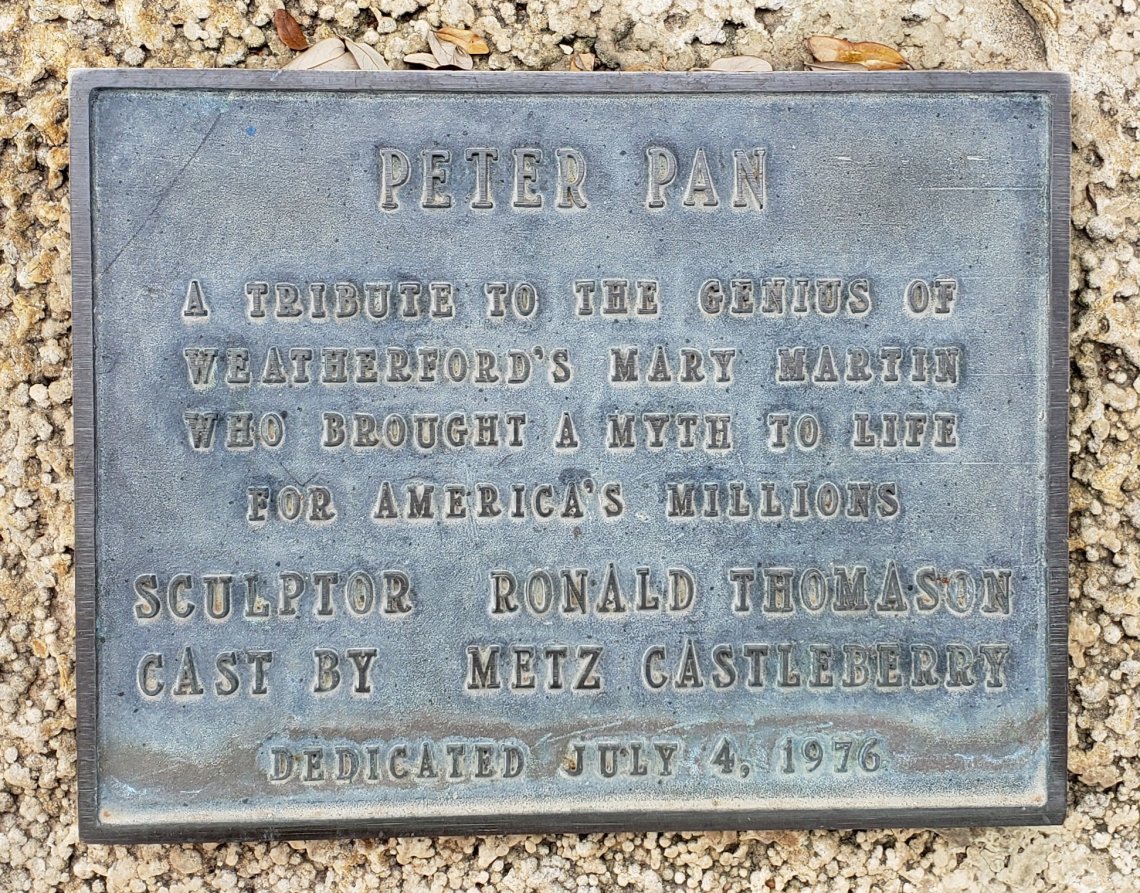 PETER PAN
A TRIBUTE TO THE GENIUS OF
WEATHERFORD'S MARY MARTIN
WHO BROUGHT A MYTH TO LIFE
FOR AMERICA'S MILLIONS
SCULPTOR RONALD THOMASON
CAST BY METZ CASTLEBERRY
DEDICATED JULY 4, 1976